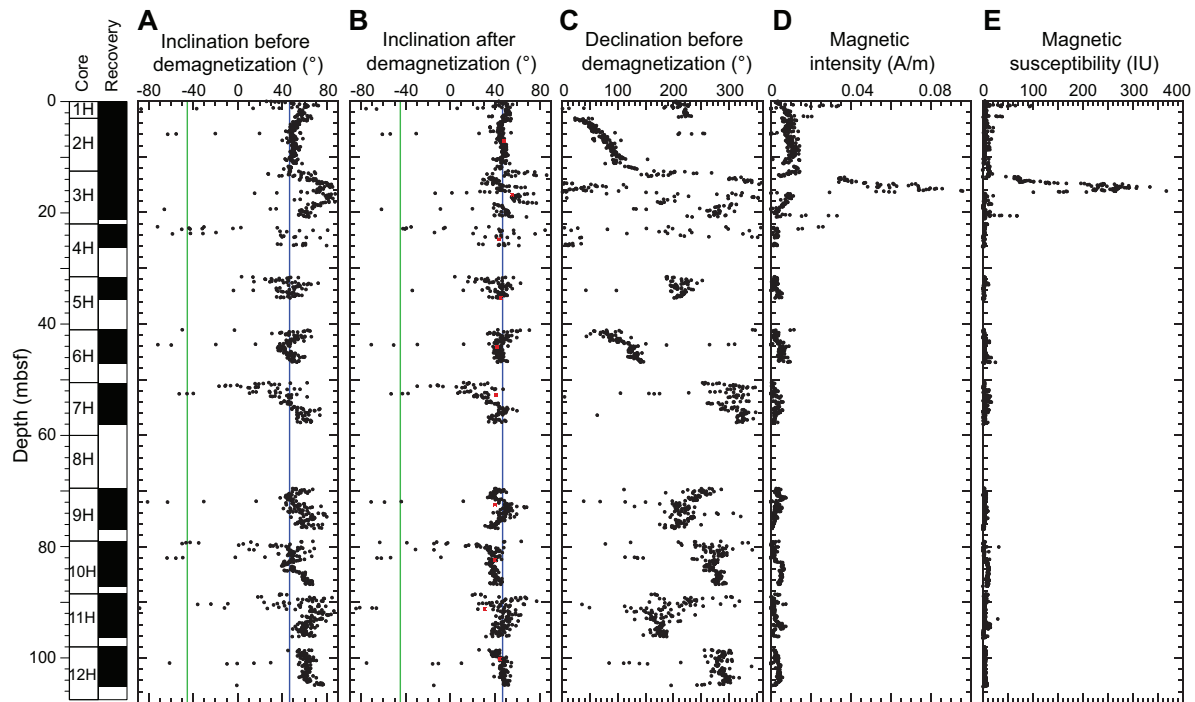 A B C D E
Inclination before demagnetization (°)
Inclination after demagnetization (°)
Declination before demagnetization (°)
Magnetic intensity (A/m)
Magnetic susceptibility (IU)
Core
Recovery
-80 -40 0 40 80
-80 -40 0 40 80
0 100 200 300
0 0.04 0.08
0 100 200 300 400
Depth (mbsf)
0
20
40
60
80
100
1H
2H
3H
4H
5H
6H
7H
8H
9H
10H
11H
12H